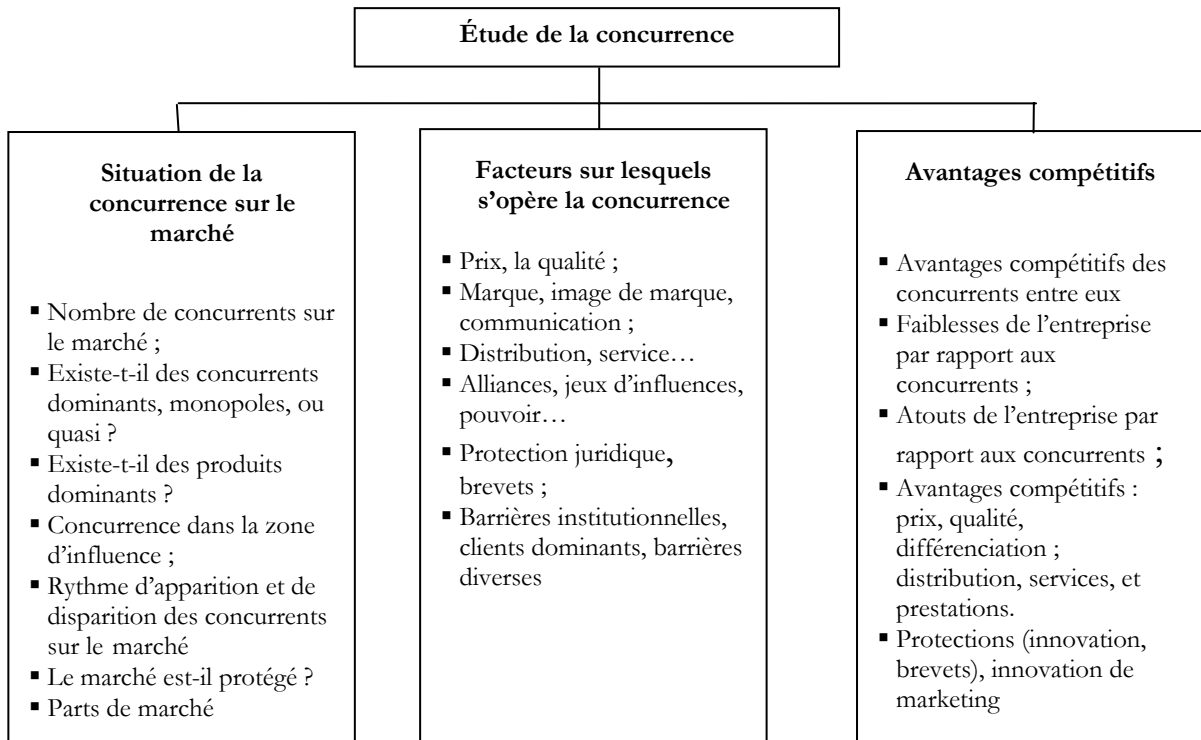 Étude de la concurrence
Situation de la
concurrence sur le
marché
▪ Nombre de concurrents sur
le marché ;
▪ Existe-t-il des concurrents
dominants, monopoles, ou
quasi ?
▪ Existe-t-il des produits
dominants ?
▪ Concurrence dans la zone
d’influence ;
▪ Rythme d’apparition et de
disparition des concurrents
sur le marché
▪ Le marché est-il protégé ?
▪ Parts de marché
Facteurs sur lesquels
s’opère la concurrence
▪ Prix, la qualité ;
▪ Marque, image de marque,
communication ;
▪ Distribution, service…
▪ Alliances, jeux d’influences,
pouvoir…
▪ Protection juridique,
brevets ;
▪ Barrières institutionnelles,
clients dominants, barrières
diverses
Avantages compétitifs
▪ Avantages compétitifs des
concurrents entre eux
▪ Faiblesses de l’entreprise
par rapport aux
concurrents ;
▪ Atouts de l’entreprise par
rapport aux concurrents ;
▪ Avantages compétitifs :
prix, qualité,
différenciation ;
distribution, services, et
prestations.
▪ Protections (innovation,
brevets), innovation de
marketing